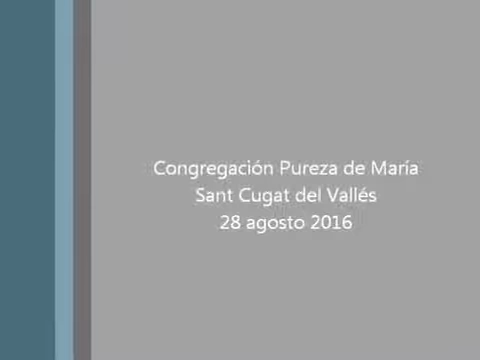 Congregación Pureza de María
Sant Cugat del Vallés
28 agosto 2016